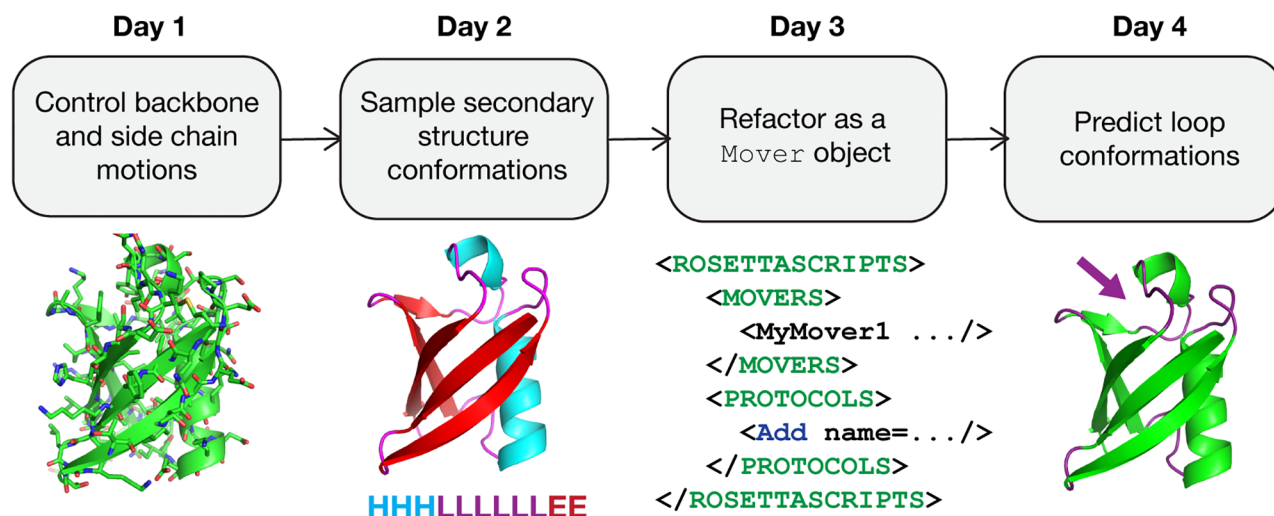 Day 1
Day 2
Day 3
Day 4
Control backbone
and side chain
motions
Sample secondary
structure
conformations
Refactor as a
Mover object
Predict loop
conformations
HHHLLLLLLEE
<ROSETTASCRIPTS>
<MOVERS>
<MyMover1 .../>
</MOVERS>
<PROTOCOLS>
<Add name=.../>
</PROTOCOLS>
</ROSETTASCRIPTS>